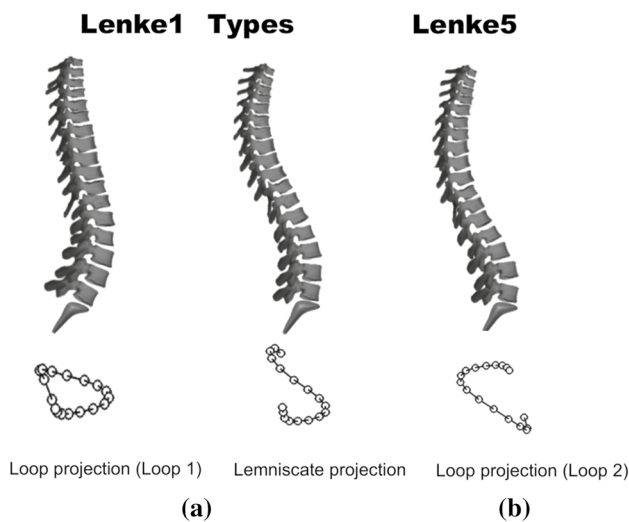 Lenke1 Types Lenke5
Loop projection (Loop 1) Lemniscate projection Loop projection (Loop 2)
(a) (b)